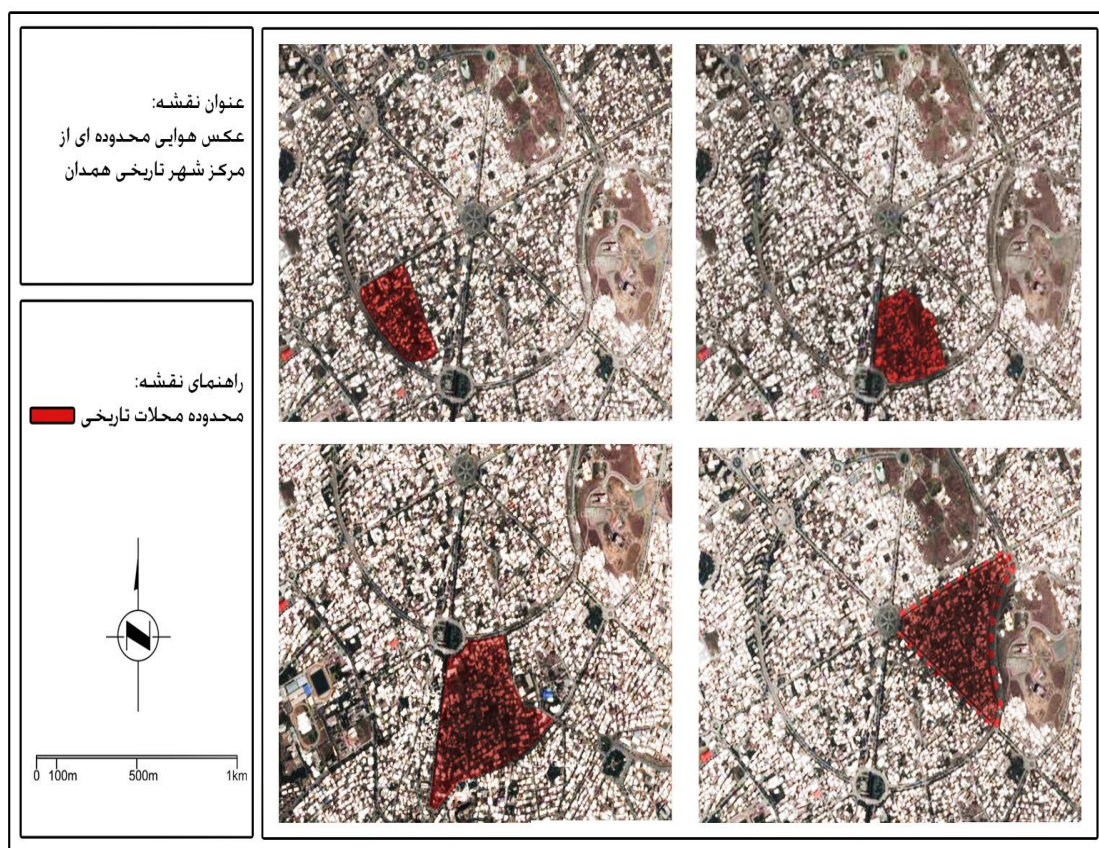 عنوان نقشه:
عکس هوایی محدوده ای از
مرکز شهر تاریخی همدان
راهنمای نقشه:
محدوده محلات تاریخی
0 100m 500m 1km